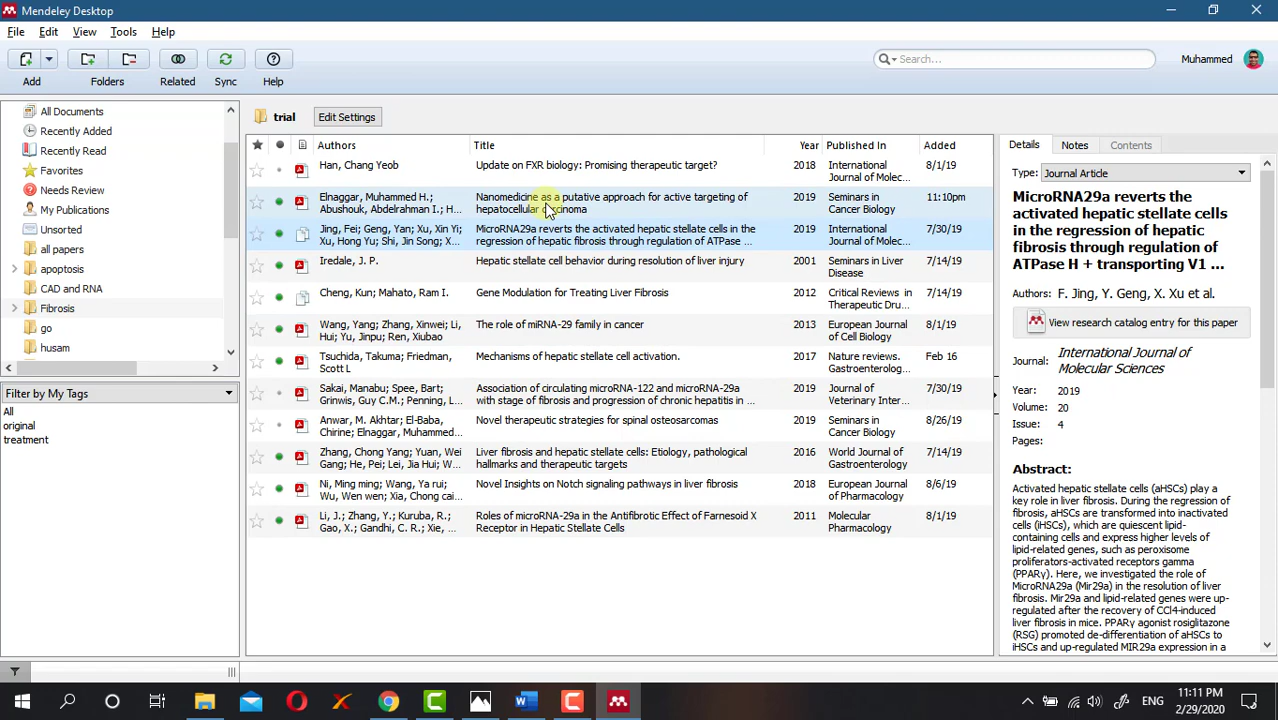 Mendeley Desktop
File Edit View Tools Help
Add Folders Related Sync Help
Search...
Muhammed
All Documents
Recently Added
Recently Read
Favorites
Needs Review
My Publications
Unsorted
all papers
apoptosis
CAD and RNA
Fibrosis
go
husam
Filter by My Tags
All
original
treatment
trial Edit Settings
Authors Title Year Published In Added
Han, Chang Yeob Update on FXR biology: Promising therapeutic target? 2018 International 8/1/19
Journal of Molec...
Elnaggar, Muhammed H.; Nanomedicine as a putative approach for active targeting of 2019 Seminars in 11:10pm
Abushouk, Abdelrahman I.; H... hepatocellular carcinoma Cancer Biology
Jing, Fei; Geng, Yan; Xu, Xin Yi; MicroRNA29a reverts the activated hepatic stellate cells in the 2019 International 7/30/19
Xu, Hong Yu; Shi, Jin Song; X... regression of hepatic fibrosis through regulation of ATPase ... Journal of Molec...
Iredale, J. P. Hepatic stellate cell behavior during resolution of liver injury 2001 Seminars in Liver 7/14/19
Disease
Cheng, Kun; Mahato, Ram I. Gene Modulation for Treating Liver Fibrosis 2012 Critical Reviews in 7/14/19
Therapeutic Dru...
Wang, Yang; Zhang, Xinwei; Li, The role of miRNA-29 family in cancer 2013 European Journal 8/1/19
Hui; Yu, Jinpu; Ren, Xiubao of Cell Biology
Tsuchida, Takuma; Friedman, Mechanisms of hepatic stellate cell activation. 2017 Nature reviews. Feb 16
Scott L Gastroenterolog...
Sakai, Manabu; Spee, Bart; Association of circulating microRNA-122 and microRNA-29a 2019 Journal of 7/30/19
Grinwis, Guy C.M.; Penning, L... with stage of fibrosis and progression of chronic hepatitis in ... Veterinary Inter...
Anwar, M. Akhtar; El-Baba, Novel therapeutic strategies for spinal osteosarcomas 2019 Seminars in 8/26/19
Chirine; Elnaggar, Muhammed... Cancer Biology
Zhang, Chong Yang; Yuan, Wei Liver fibrosis and hepatic stellate cells: Etiology, pathological 2016 World Journal of 7/14/19
Gang; He, Pei; Lei, Jia Hui; W... hallmarks and therapeutic targets Gastroenterology
Ni, Ming ming; Wang, Ya rui; Novel Insights on Notch signaling pathways in liver fibrosis 2018 European Journal 8/6/19
Wu, Wen wen; Xia, Chong cai... of Pharmacology
Li, J.; Zhang, Y.; Kuruba, R.; Roles of microRNA-29a in the Antifibrotic Effect of Farnesoid X 2011 Molecular 8/1/19
Gao, X.; Gandhi, C. R.; Xie, ... Receptor in Hepatic Stellate Cells Pharmacology
Details Notes Contents
Type: Journal Article
MicroRNA29a reverts the
activated hepatic stellate cells
in the regression of hepatic
fibrosis through regulation of
ATPase H + transporting V1 ...
Authors: F. Jing, Y. Geng, X. Xu et al.
View research catalog entry for this paper
Journal: International Journal of
Molecular Sciences
Year: 2019
Volume: 20
Issue: 4
Pages:
Abstract:
Activated hepatic stellate cells (aHSCs) play a
key role in liver fibrosis. During the regression of
fibrosis, aHSCs are transformed into inactivated
cells (iHSCs), which are quiescent lipid-
containing cells and express higher levels of
lipid-related genes, such as peroxisome
proliferators-activated receptors gamma
(PPARγ). Here, we investigated the role of
MicroRNA29a (Mir29a) in the resolution of liver
fibrosis. Mir29a and lipid-related genes were up-
regulated after the recovery of CCl4-induced
liver fibrosis in mice. PPARγ agonist rosiglitazone
(RSG) promoted de-differentiation of aHSCs to
iHSCs and up-regulated MIR29a expression in a
ENG
11:11 PM
2/29/2020